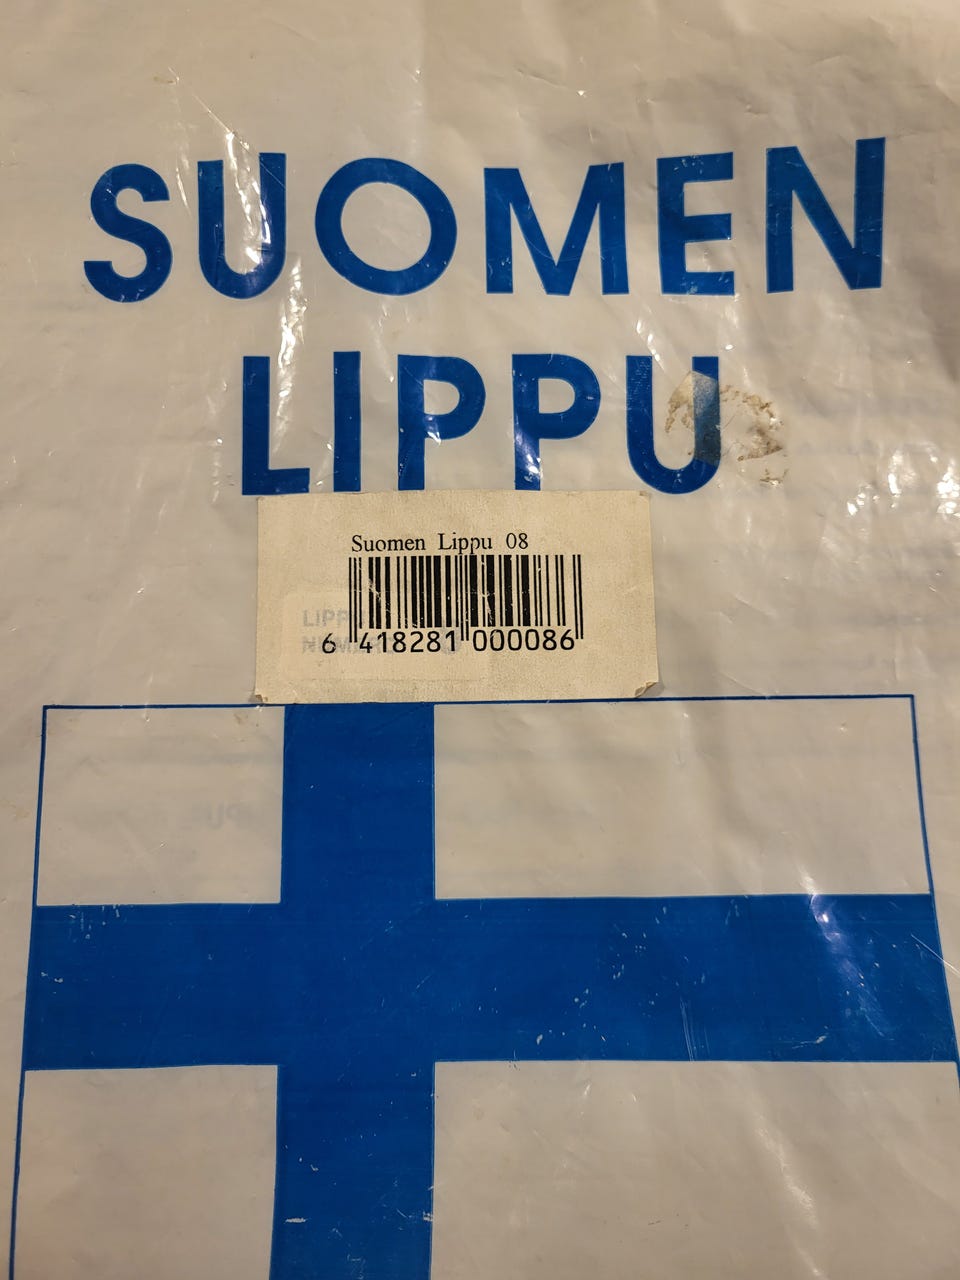 SUOMEN
LIPPU
Suomen Lippu 08
6 418281 000086